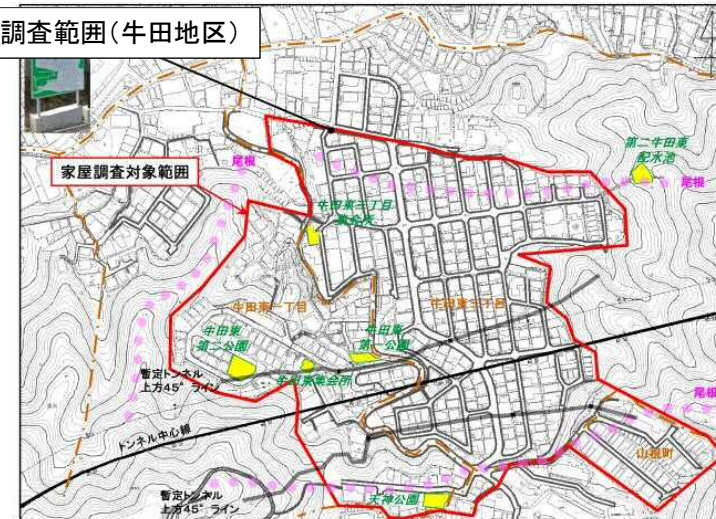 調査範囲(牛田地区)
家屋調査対象範囲
尾根
第二牛田東
配水池
尾根
牛田東三丁目
集会所
牛田東一丁目
牛田東三丁目
牛田東
第二公園
牛田東
第一公園
牛田東集会所
暫定トンネル
上方45°ライン
トンネル中心線
尾根
山根町
暫定トンネル
上方45°ライン
天神公園